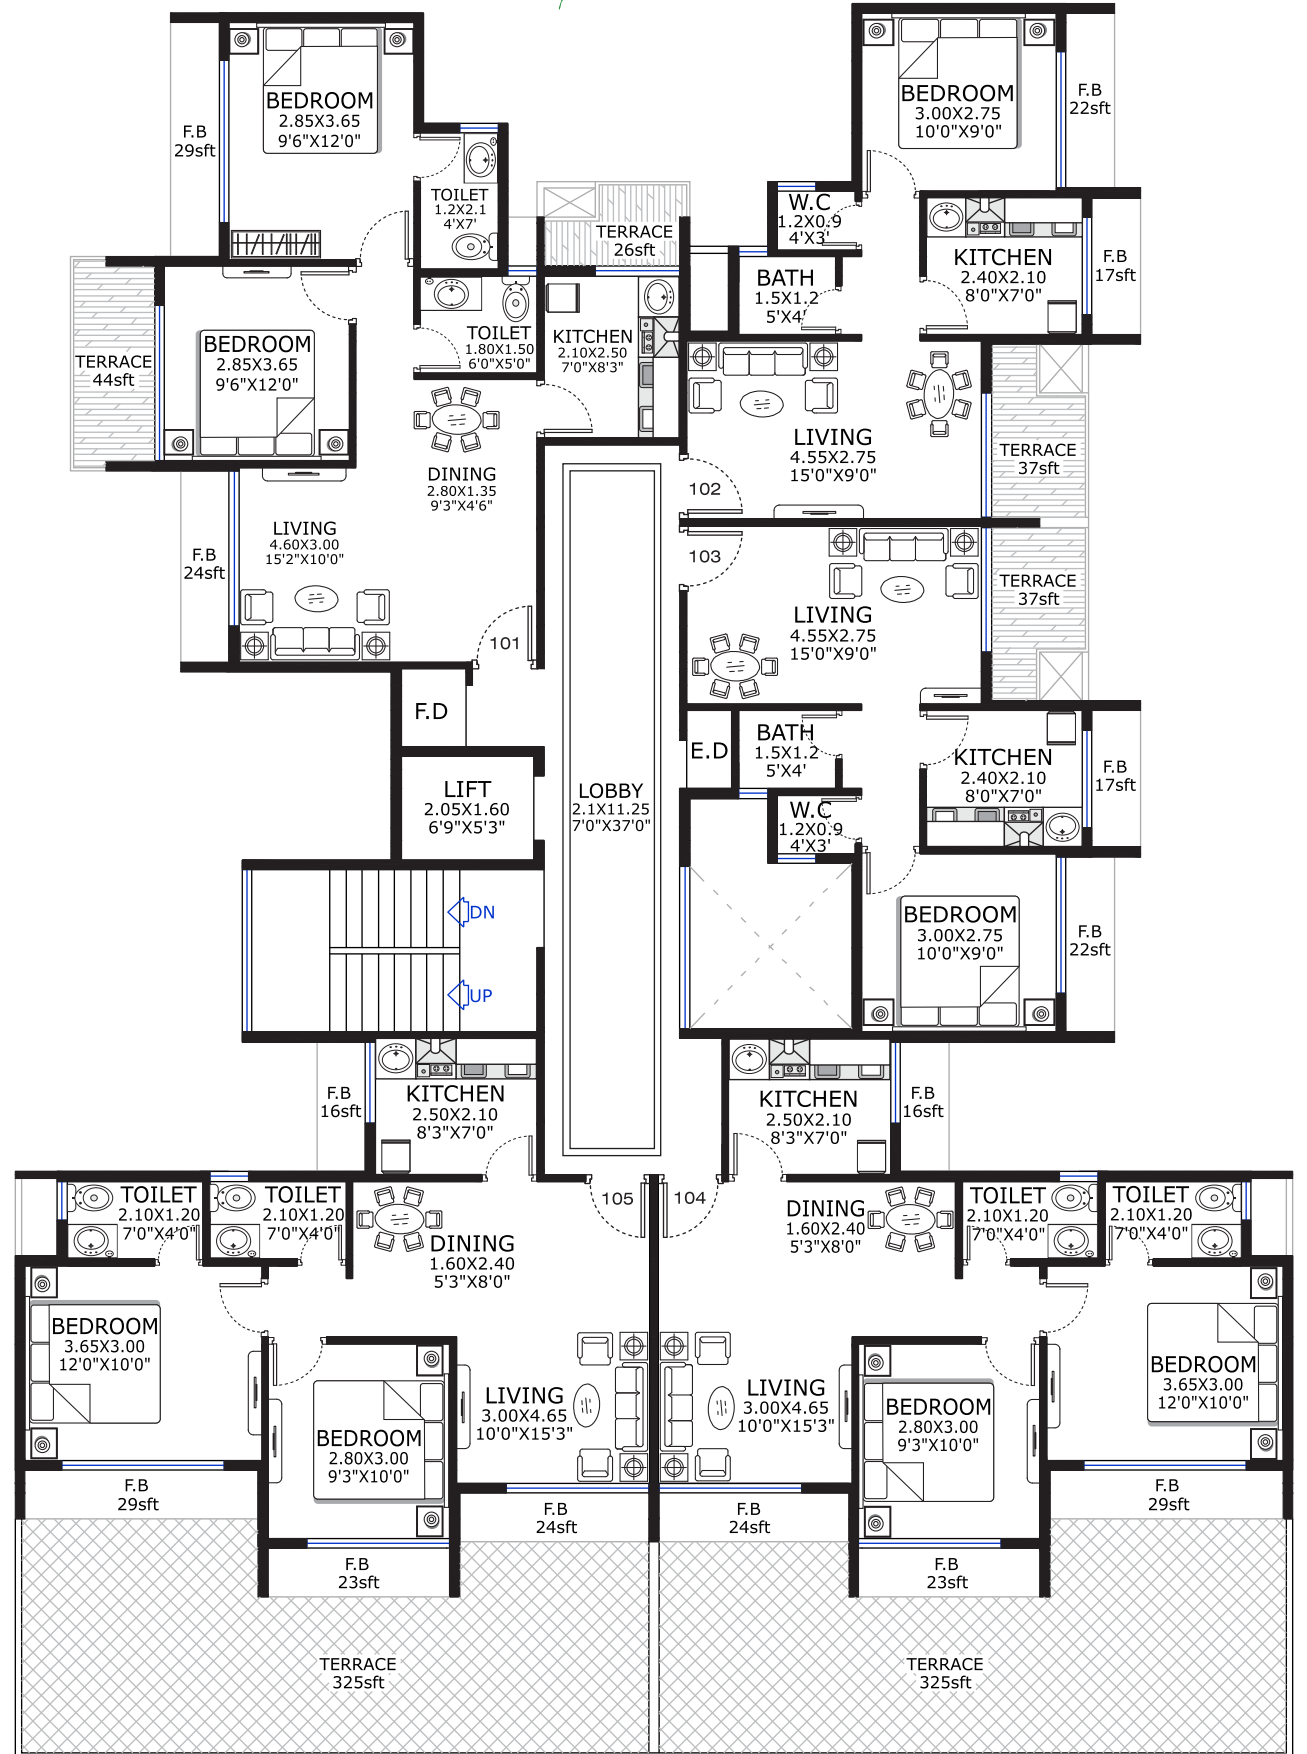 BEDROOM
2.85X3.65
9'6"X12'0"
F.B
29sft
TOILET
1.2X2.1
4'X7'
TERRACE
26sft
BEDROOM
3.00X2.75
10'0"X9'0"
F.B
22sft
W.C
1.2X0.9
4'X3'
KITCHEN
2.40X2.10
8'0"X7'0"
F.B
17sft
BATH
1.5X1.2
5'X4'
TERRACE
44sft
BEDROOM
2.85X3.65
9'6"X12'0"
TOILET
1.80X1.50
6'0"X5'0"
KITCHEN
2.10X2.50
7'0"X8'3"
DINING
2.80X1.35
9'3"X4'6"
LIVING
4.55X2.75
15'0"X9'0"
TERRACE
37sft
102
LIVING
4.60X3.00
15'2"X10'0"
F.B
24sft
101
103
LIVING
4.55X2.75
15'0"X9'0"
TERRACE
37sft
F.D
LIFT
2.05X1.60
6'9"X5'3"
LOBBY
2.1X11.25
7'0"X37'0"
E.D
BATH
1.5X1.2
5'X4'
KITCHEN
2.40X2.10
8'0"X7'0"
F.B
17sft
W.C
1.2X0.9
4'X3'
DN
UP
BEDROOM
3.00X2.75
10'0"X9'0"
F.B
22sft
F.B
16sft
KITCHEN
2.50X2.10
8'3"X7'0"
KITCHEN
2.50X2.10
8'3"X7'0"
F.B
16sft
TOILET
2.10X1.20
7'0"X4'0"
TOILET
2.10X1.20
7'0"X4'0"
105
104
DINING
1.60X2.40
5'3"X8'0"
DINING
1.60X2.40
5'3"X8'0"
TOILET
2.10X1.20
7'0"X4'0"
TOILET
2.10X1.20
7'0"X4'0"
BEDROOM
3.65X3.00
12'0"X10'0"
BEDROOM
2.80X3.00
9'3"X10'0"
LIVING
3.00X4.65
10'0"X15'3"
LIVING
3.00X4.65
10'0"X15'3"
BEDROOM
2.80X3.00
9'3"X10'0"
BEDROOM
3.65X3.00
12'0"X10'0"
F.B
29sft
F.B
24sft
F.B
24sft
F.B
29sft
F.B
23sft
F.B
23sft
TERRACE
325sft
TERRACE
325sft